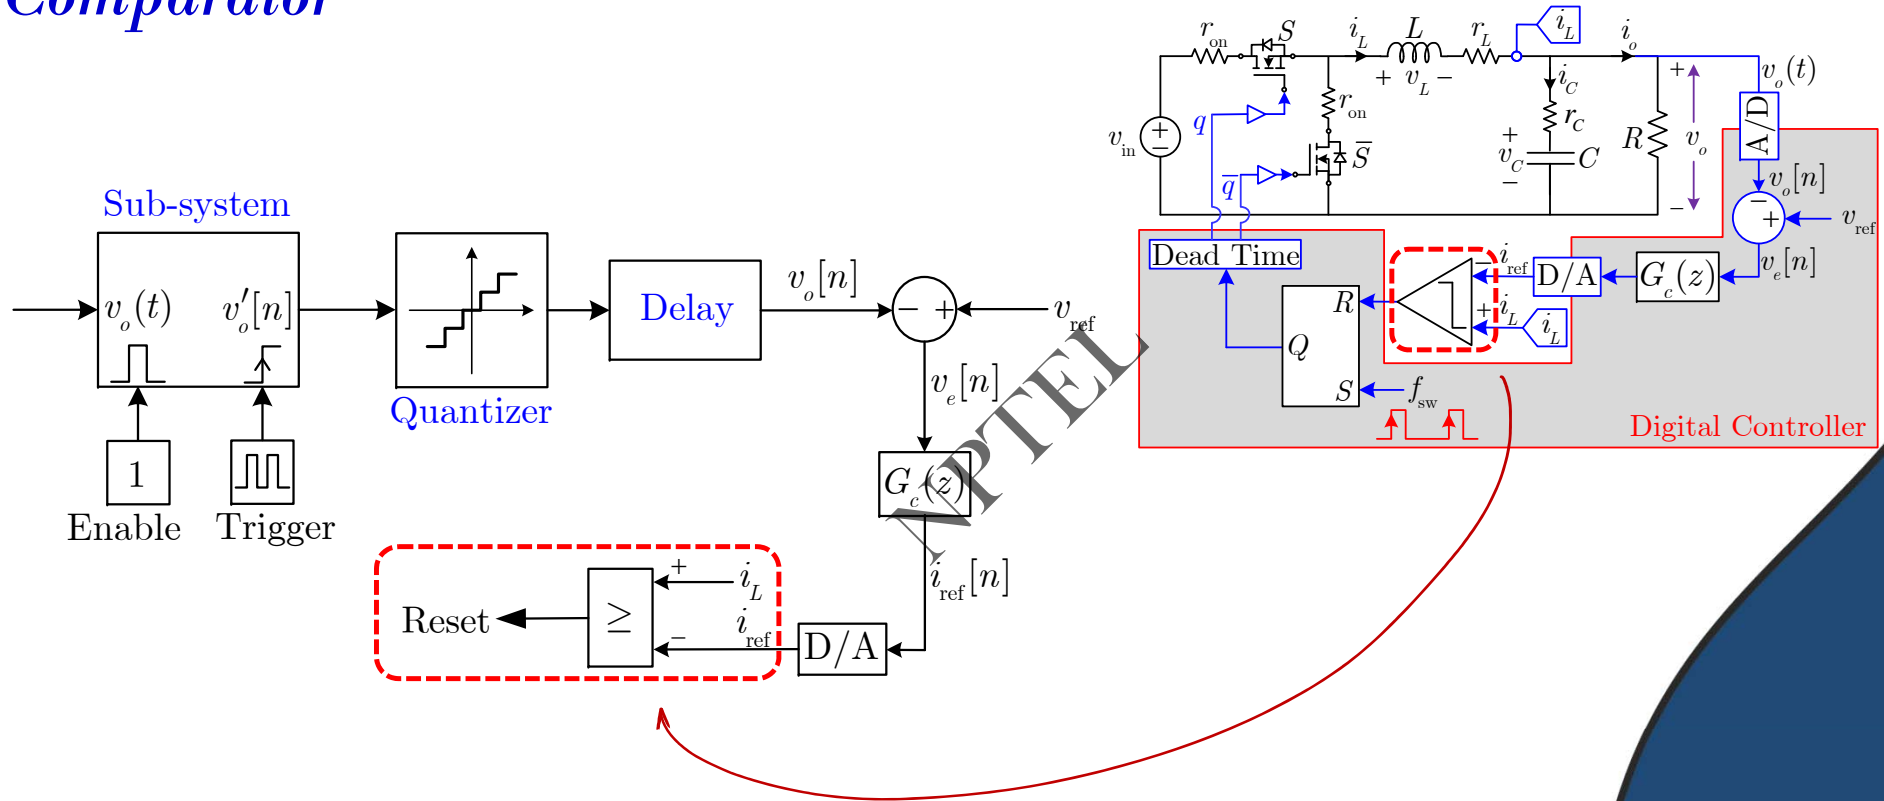 Comparator
Sub-system
v_o(t)
v_o'[n]
1
Enable
Trigger
Quantizer
Delay
v_o[n]
−
+
v_ref
v_e[n]
G_c(z)
i_ref[n]
D/A
i_ref
−
i_L
+
≥
Reset
NPTEL
v_in
+
−
r_on
S
i_L
L
+ v_L −
r_L
i_L
i_o
i_C
r_C
+
v_C
−
C
R
+
v_o
−
v_o(t)
A/D
v_o[n]
−
+
v_ref
v_e[n]
G_c(z)
D/A
i_ref
−
+
i_L
i_L
r_on
S̅
q
q̅
Dead Time
R
Q
S
f_sw
Digital Controller